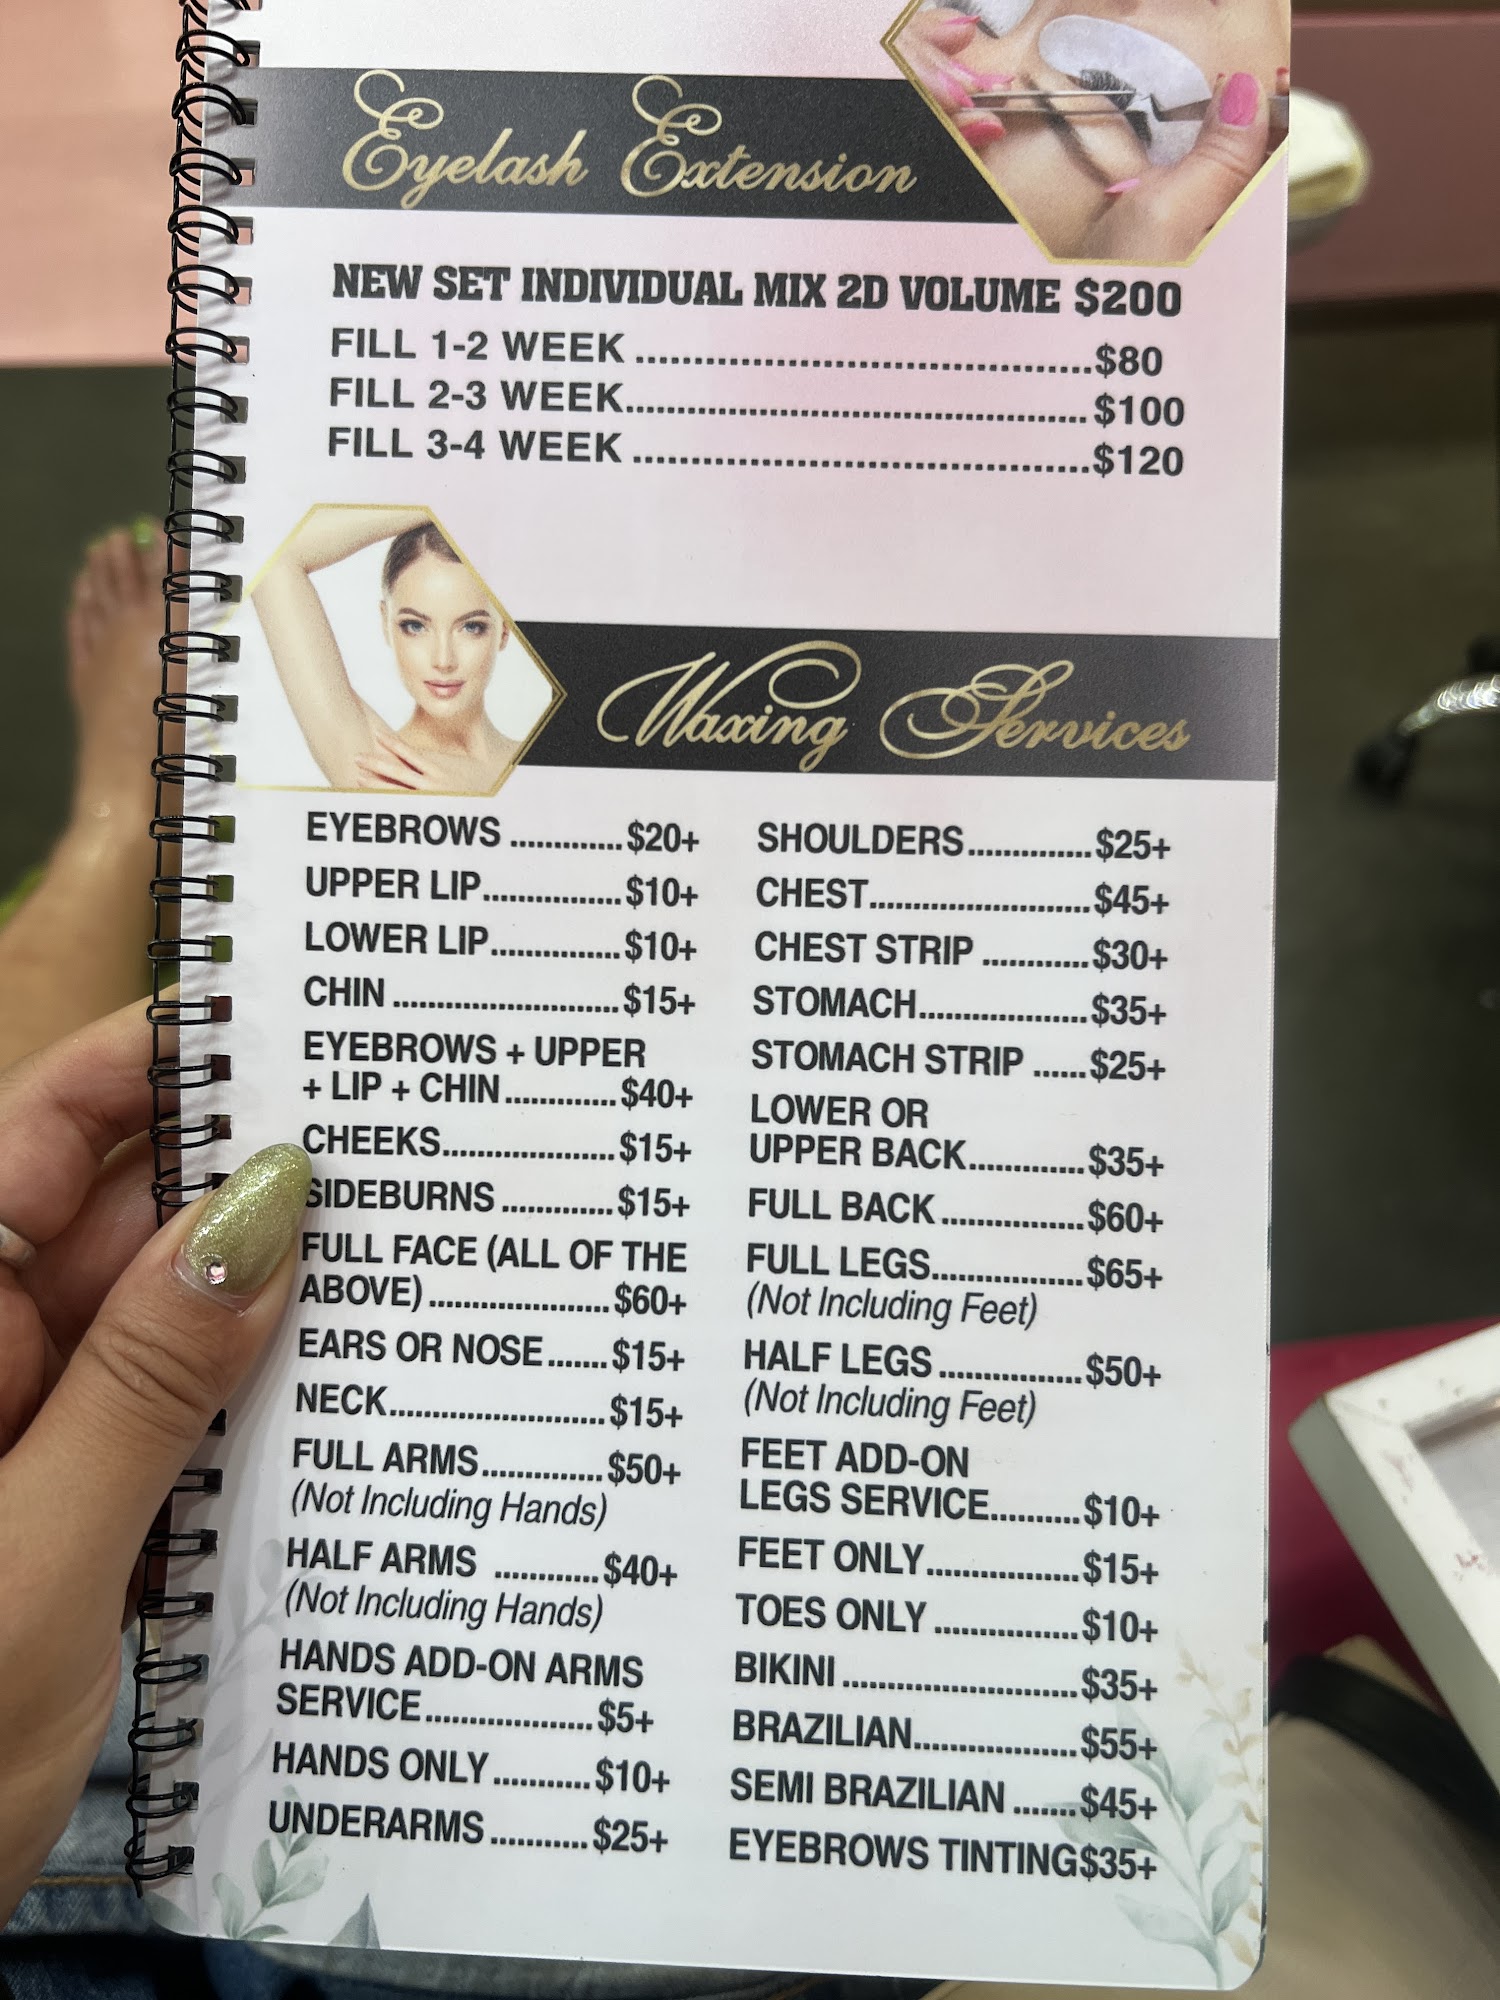 Eyelash Extension
NEW SET INDIVIDUAL MIX 2D VOLUME $200
FILL 1-2 WEEK ........................................$80
FILL 2-3 WEEK............................................. $100
FILL 3-4 WEEK ........................................$120
Waxing Services
EYEBROWS .............$20+
UPPER LIP................$10+
LOWER LIP...............$10+
CHIN ..........................$15+
EYEBROWS + UPPER
+ LIP + CHIN .............$40+
CHEEKS....................$15+
SIDEBURNS .............$15+
FULL FACE (ALL OF THE
ABOVE) .....................$60+
EARS OR NOSE.......$15+
NECK.........................$15+
FULL ARMS..............$50+
(Not Including Hands)
HALF ARMS ............$40+
(Not Including Hands)
HANDS ADD-ON ARMS
SERVICE...................$5+
HANDS ONLY ...........$10+
UNDERARMS ...........$25+
SHOULDERS..............$25+
CHEST.........................$45+
CHEST STRIP ............$30+
STOMACH...................$35+
STOMACH STRIP ......$25+
LOWER OR
UPPER BACK.............$35+
FULL BACK ................$60+
FULL LEGS.................$65+
(Not Including Feet)
HALF LEGS ................$50+
(Not Including Feet)
FEET ADD-ON
LEGS SERVICE..........$10+
FEET ONLY.................$15+
TOES ONLY ................$10+
BIKINI ..........................$35+
BRAZILIAN..................$55+
SEMI BRAZILIAN .......$45+
EYEBROWS TINTING$35+